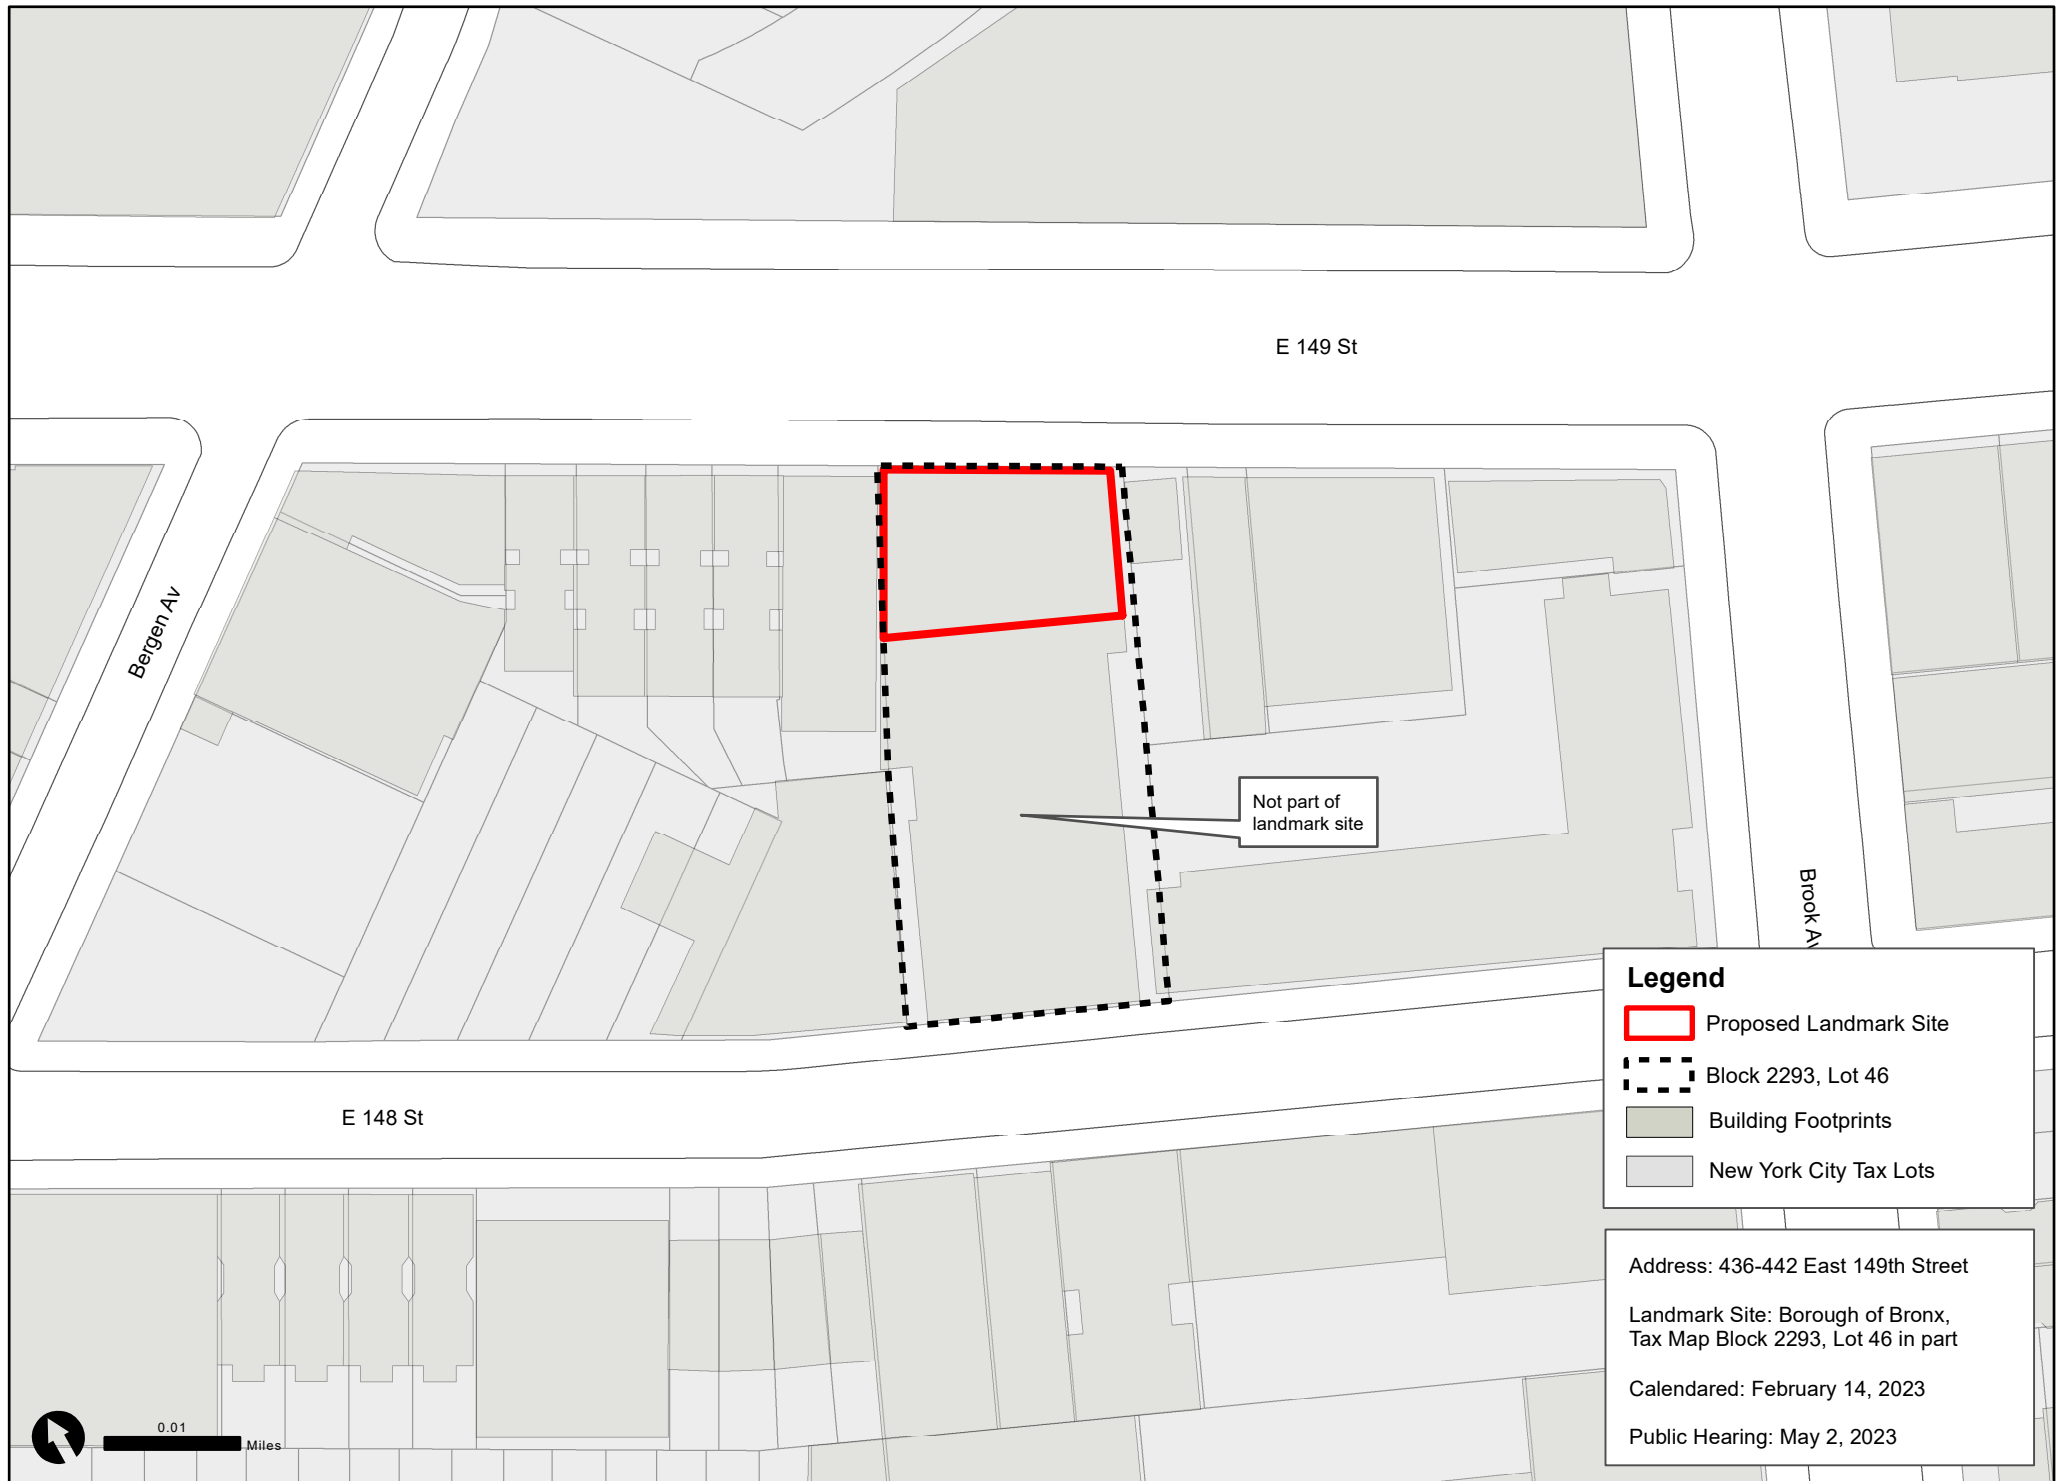 E 149 St
Bergen Av
Not part of
landmark site
Brook Av
E 148 St
Legend
Proposed Landmark Site
Block 2293, Lot 46
Building Footprints
New York City Tax Lots
Address: 436-442 East 149th Street
Landmark Site: Borough of Bronx,
Tax Map Block 2293, Lot 46 in part
Calendared: February 14, 2023
Public Hearing: May 2, 2023
0.01
Miles